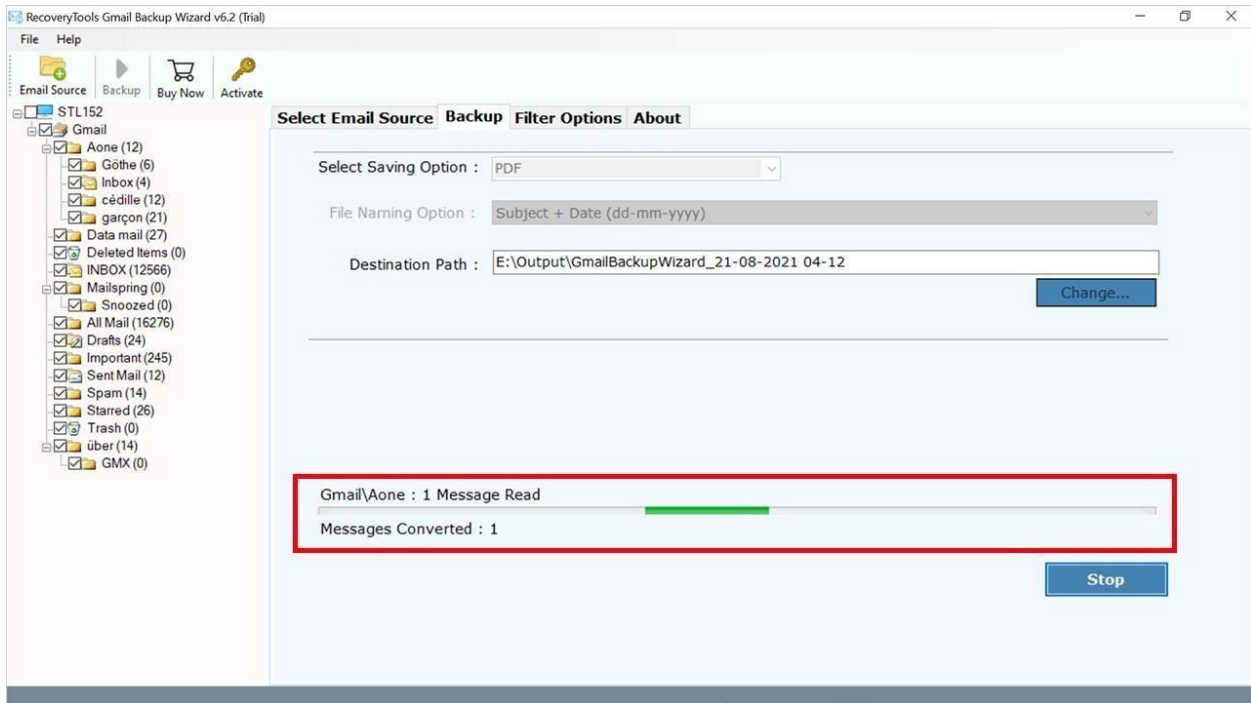 RecoveryTools Gmail Backup Wizard v6.2 (Trial)
File Help
Email Source Backup Buy Now Activate
STL152
Gmail
Aone (12)
Göthe (6)
Inbox (4)
cédille (12)
garçon (21)
Data mail (27)
Deleted Items (0)
INBOX (12566)
Mailspring (0)
Snoozed (0)
All Mail (16276)
Drafts (24)
Important (245)
Sent Mail (12)
Spam (14)
Starred (26)
Trash (0)
über (14)
GMX (0)
Select Email Source Backup Filter Options About
Select Saving Option : PDF
File Naming Option : Subject + Date (dd-mm-yyyy)
Destination Path : E:\Output\GmailBackupWizard_21-08-2021 04-12
Change...
Gmail\Aone : 1 Message Read
Messages Converted : 1
Stop